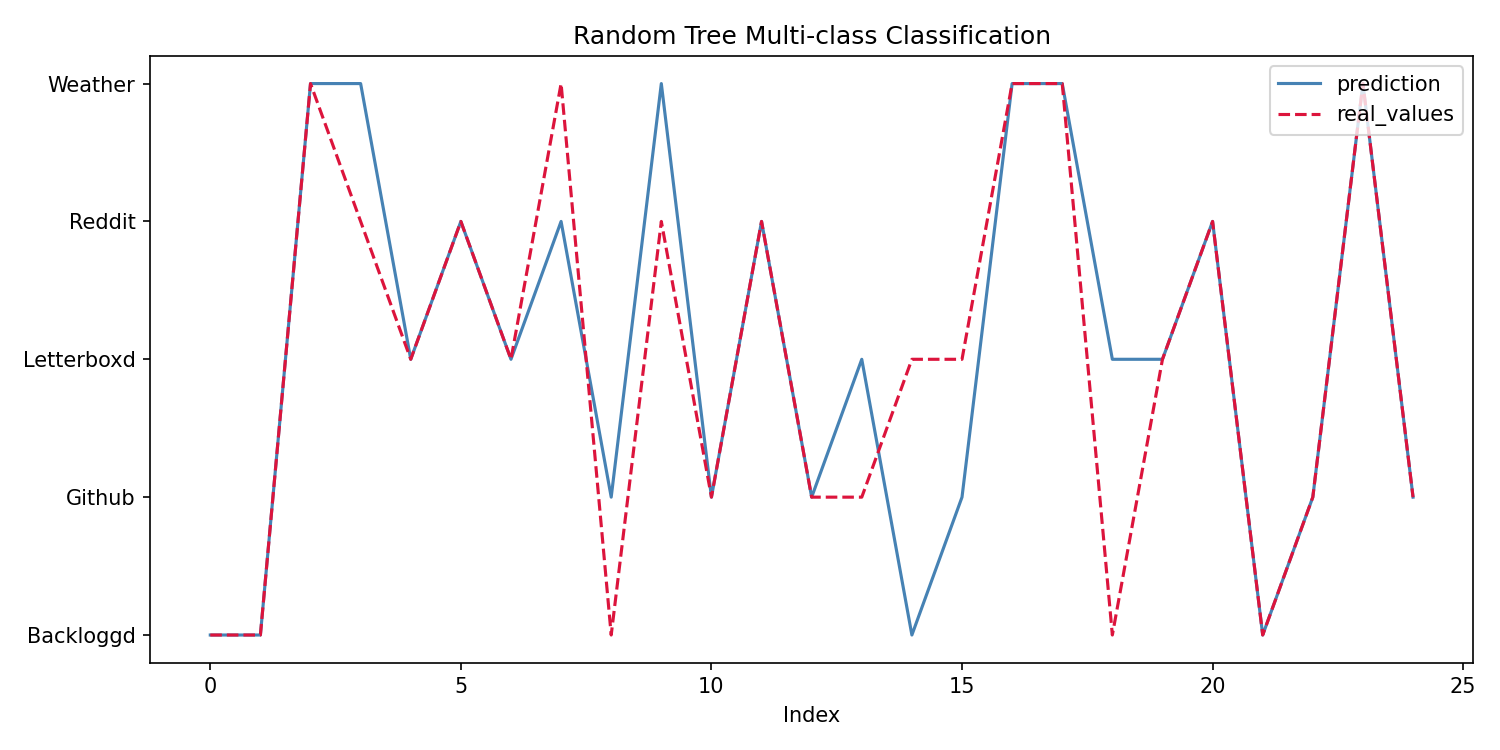 Random Tree Multi-class Classification
Weather
Reddit
Letterboxd
Github
Backloggd
prediction
real_values
0 5 10 15 20 25
Index